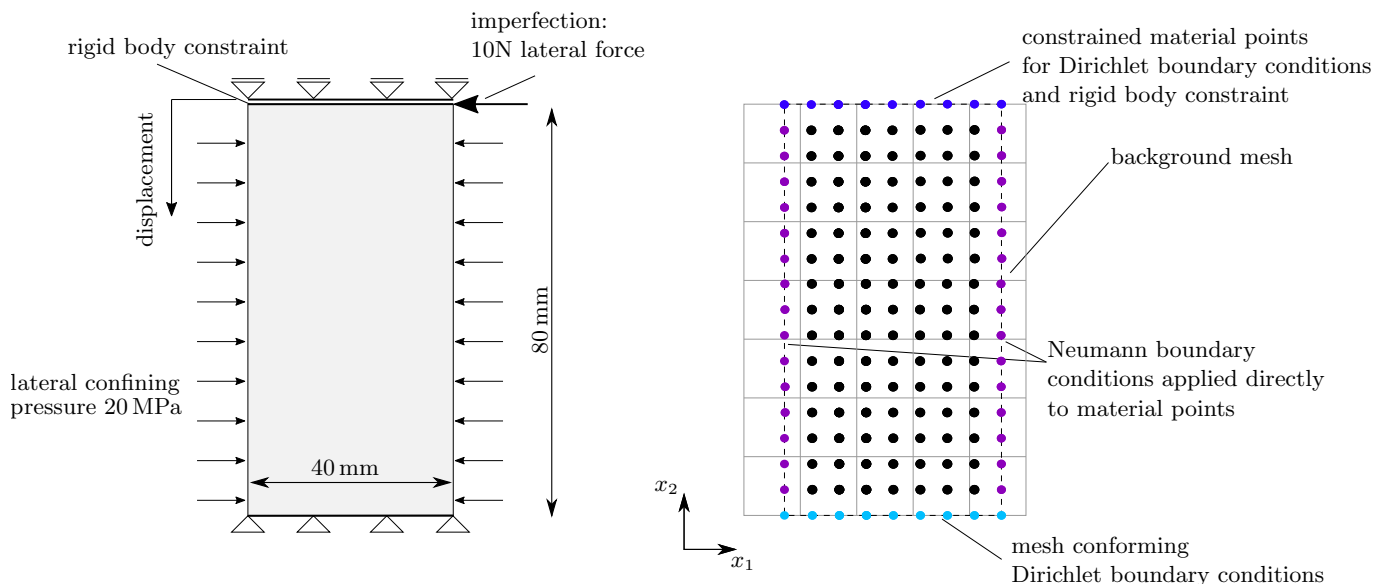 imperfection:
10N lateral force
rigid body constraint
displacement
80 mm
lateral confining
pressure 20 MPa
40 mm
constrained material points
for Dirichlet boundary conditions
and rigid body constraint
background mesh
Neumann boundary
conditions applied directly
to material points
x₂
x₁
mesh conforming
Dirichlet boundary conditions